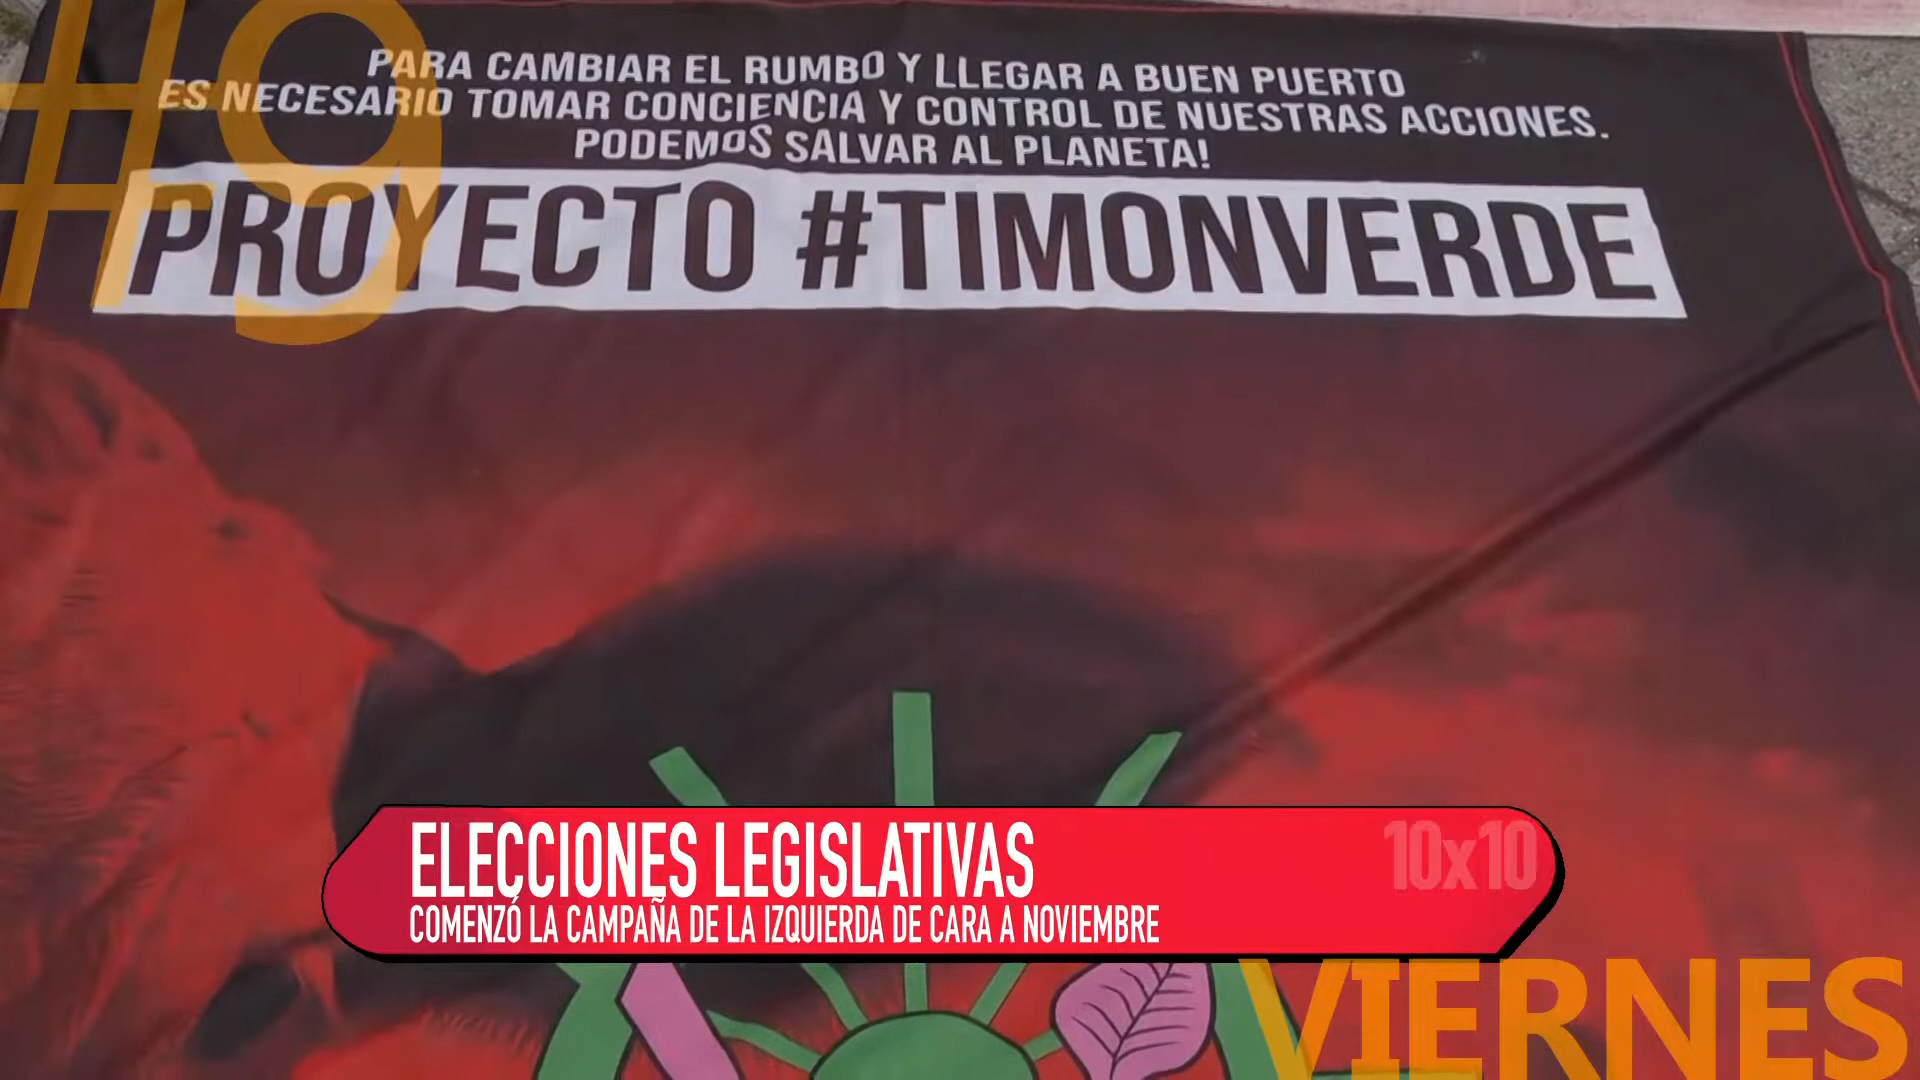 #9
PARA CAMBIAR EL RUMBO Y LLEGAR A BUEN PUERTO
ES NECESARIO TOMAR CONCIENCIA Y CONTROL DE NUESTRAS ACCIONES.
PODEMOS SALVAR AL PLANETA!
PROYECTO #TIMONVERDE
ELECCIONES LEGISLATIVAS
10x10
COMENZÓ LA CAMPAÑA DE LA IZQUIERDA DE CARA A NOVIEMBRE
VIERNES